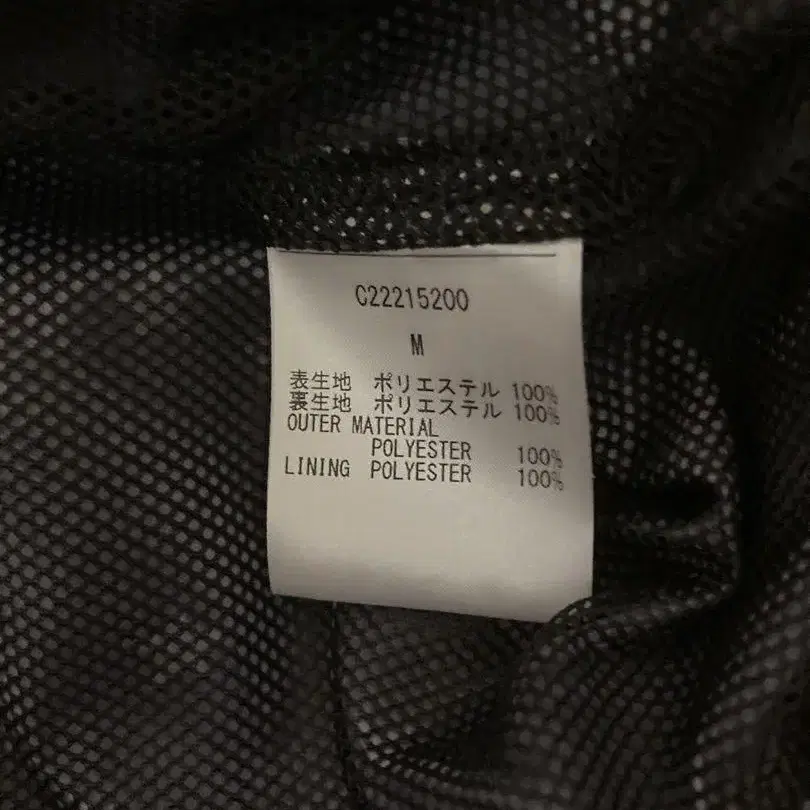 C22215200
M
表生地 ポリエステル 100%
裏生地 ポリエステル 100%
OUTER MATERIAL
POLYESTER 100%
LINING POLYESTER 100%